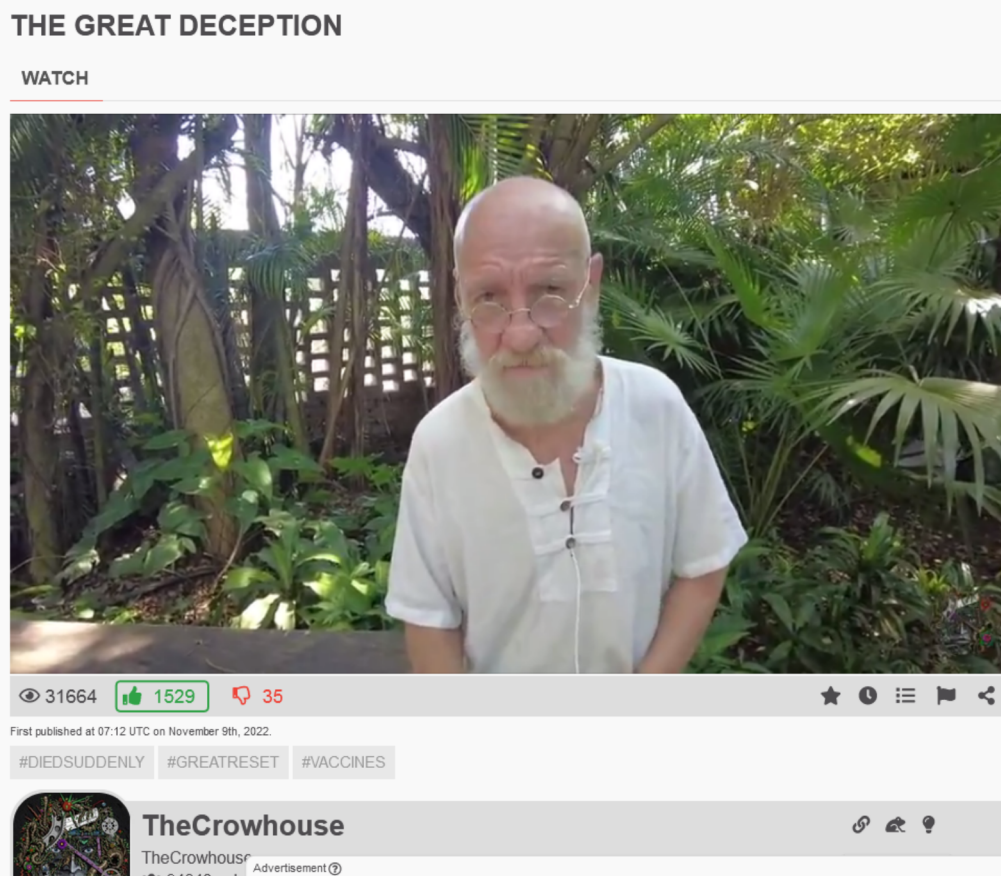 THE GREAT DECEPTION
WATCH
31664 1529 35
First published at 07:12 UTC on November 9th, 2022.
#DIEDSUDDENLY #GREATRESET #VACCINES
TheCrowhouse
TheCrowhouse
Advertisement